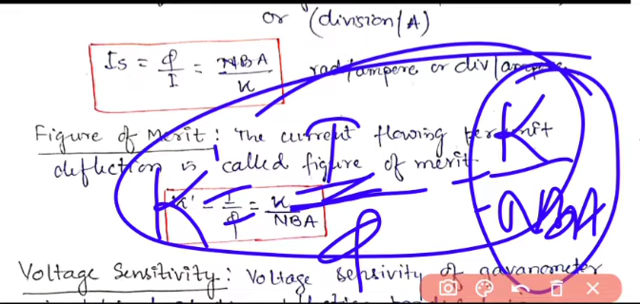 or (division/A)
Is = φ/I = NBA/K rad/ampere or div/ampere
Figure of Merit : The current flowing per unit
deflection is called figure of merit.
K' = I/φ = K/NBA
K' = I/φ = K/NBA
Voltage Sensitivity : Voltage sensivity of galvanometer